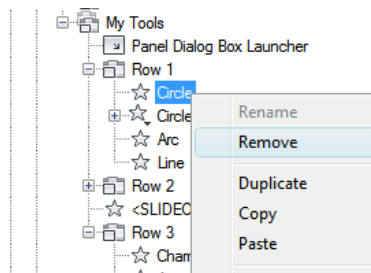 My Tools
Panel Dialog Box Launcher
Row 1
Circle
Circle
Rename
Arc
Remove
Line
Row 2
Duplicate
<SLIDEO
Copy
Row 3
Paste
Cham